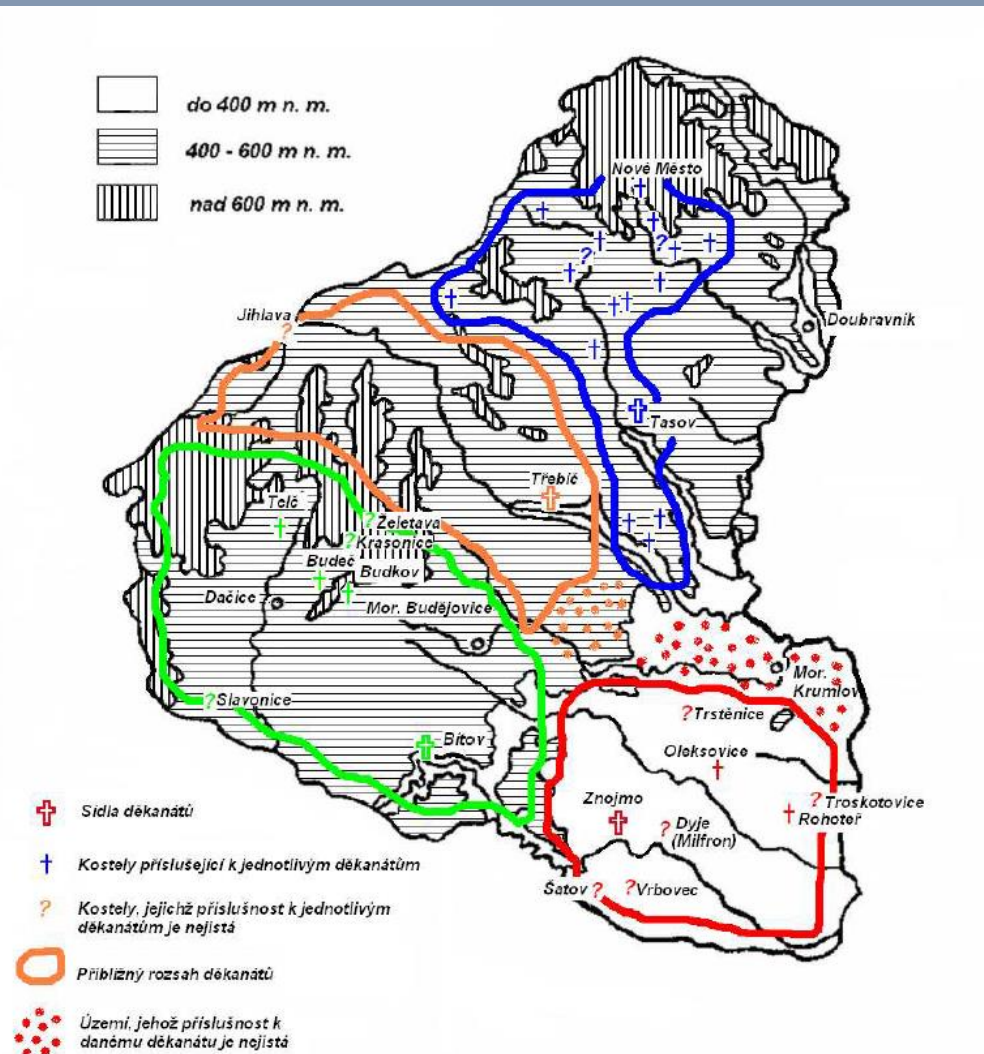 do 400 m n. m.
400 - 600 m n. m.
nad 600 m n. m.
Nové Město
Jihlava
?
?
?
Doubravník
Tasov
Třebíč
Telč
? Želetava
? Krasonice
Budeč
Budkov
Dačice
Mor. Budějovice
Mor.
Krumlov
? Slavonice
? Trstěnice
Bítov
Oleksovice
Znojmo
? Troskotovice
Rohoteř
? Dyje
(Milfron)
Šatov ?
? Vrbovec
Sídla děkanátů
Kostely příslušející k jednotlivým děkanátům
? Kostely, jejichž příslušnost k jednotlivým
děkanátům je nejistá
Přibližný rozsah děkanátů
Území, jehož příslušnost k
danému děkanátu je nejistá